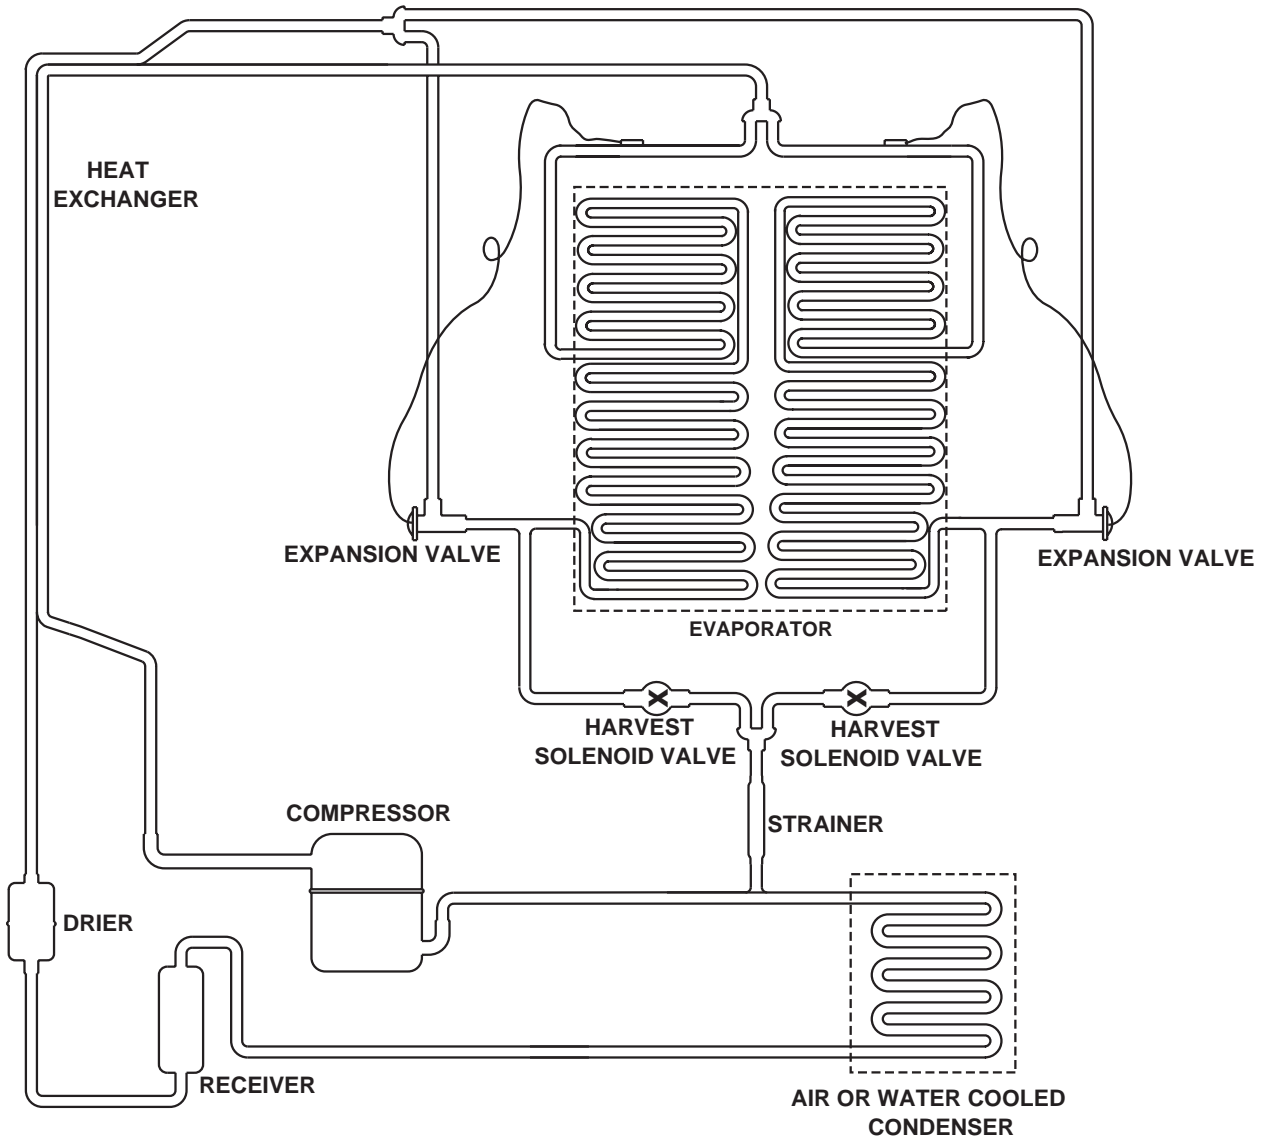 HEAT
EXCHANGER
EXPANSION VALVE
EXPANSION VALVE
EVAPORATOR
HARVEST
SOLENOID VALVE
HARVEST
SOLENOID VALVE
COMPRESSOR
STRAINER
DRIER
RECEIVER
AIR OR WATER COOLED
CONDENSER